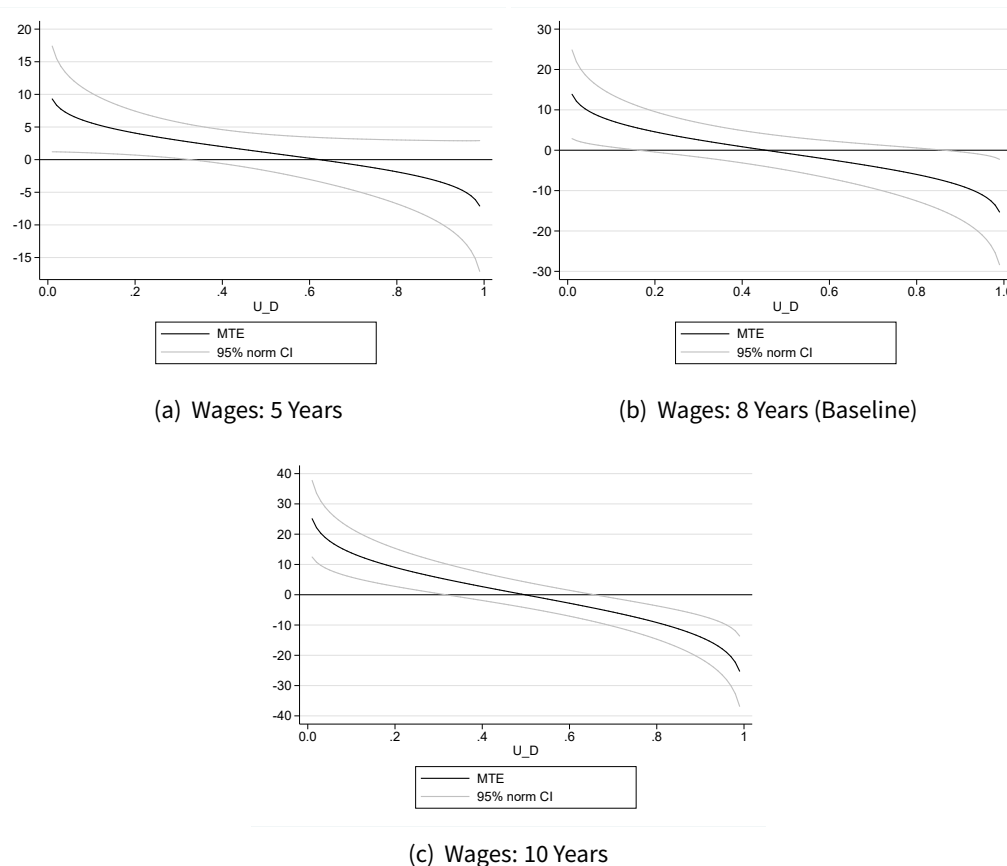 20
15
10
5
0
-5
-10
-15
0.0 .2 .4 .6 .8 1
U_D
MTE
95% norm CI
(a) Wages: 5 Years
30
20
10
0
-10
-20
-30
0.0 0.2 0.4 0.6 0.8 1.0
U_D
MTE
95% norm CI
(b) Wages: 8 Years (Baseline)
40
30
20
10
0
-10
-20
-30
-40
0.0 .2 .4 .6 .8 1
U_D
MTE
95% norm CI
(c) Wages: 10 Years